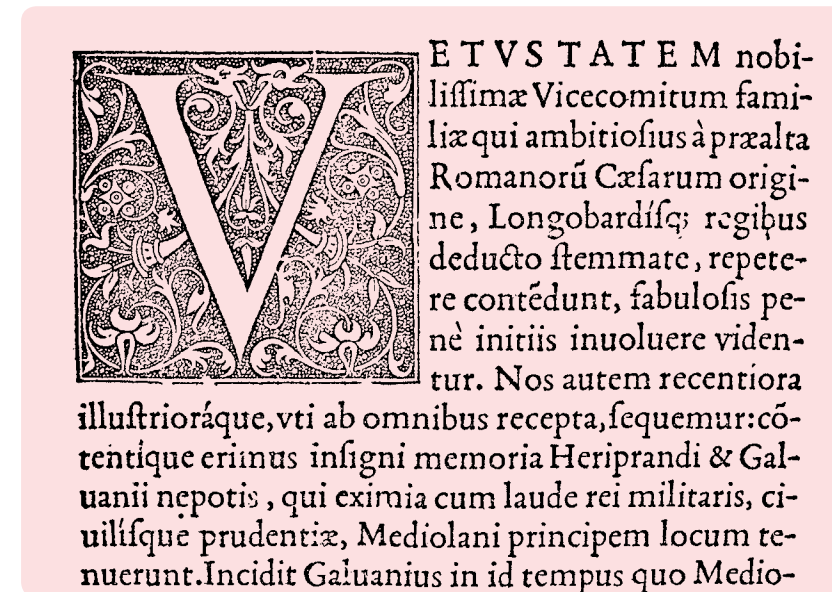 VETVSTATEM nobi-
lissimæ Vicecomitum fami-
liæ qui ambitiosius à præalta
Romanorũ Cæsarum origi-
ne, Longobardísq; regibus
deducto stemmate, repete-
re contẽdunt, fabulosis pe-
nè initiis inuoluere viden-
tur. Nos autem recentiora
illustrioráque, vti ab omnibus recepta, sequemur: cõ-
tentíque erimus insigni memoria Heriprandi & Gal-
uanii nepotis, qui eximia cum laude rei militaris, ci-
uilísque prudentiæ, Mediolani principem locum te-
nuerunt. Incidit Galuanius in id tempus quo Medio-